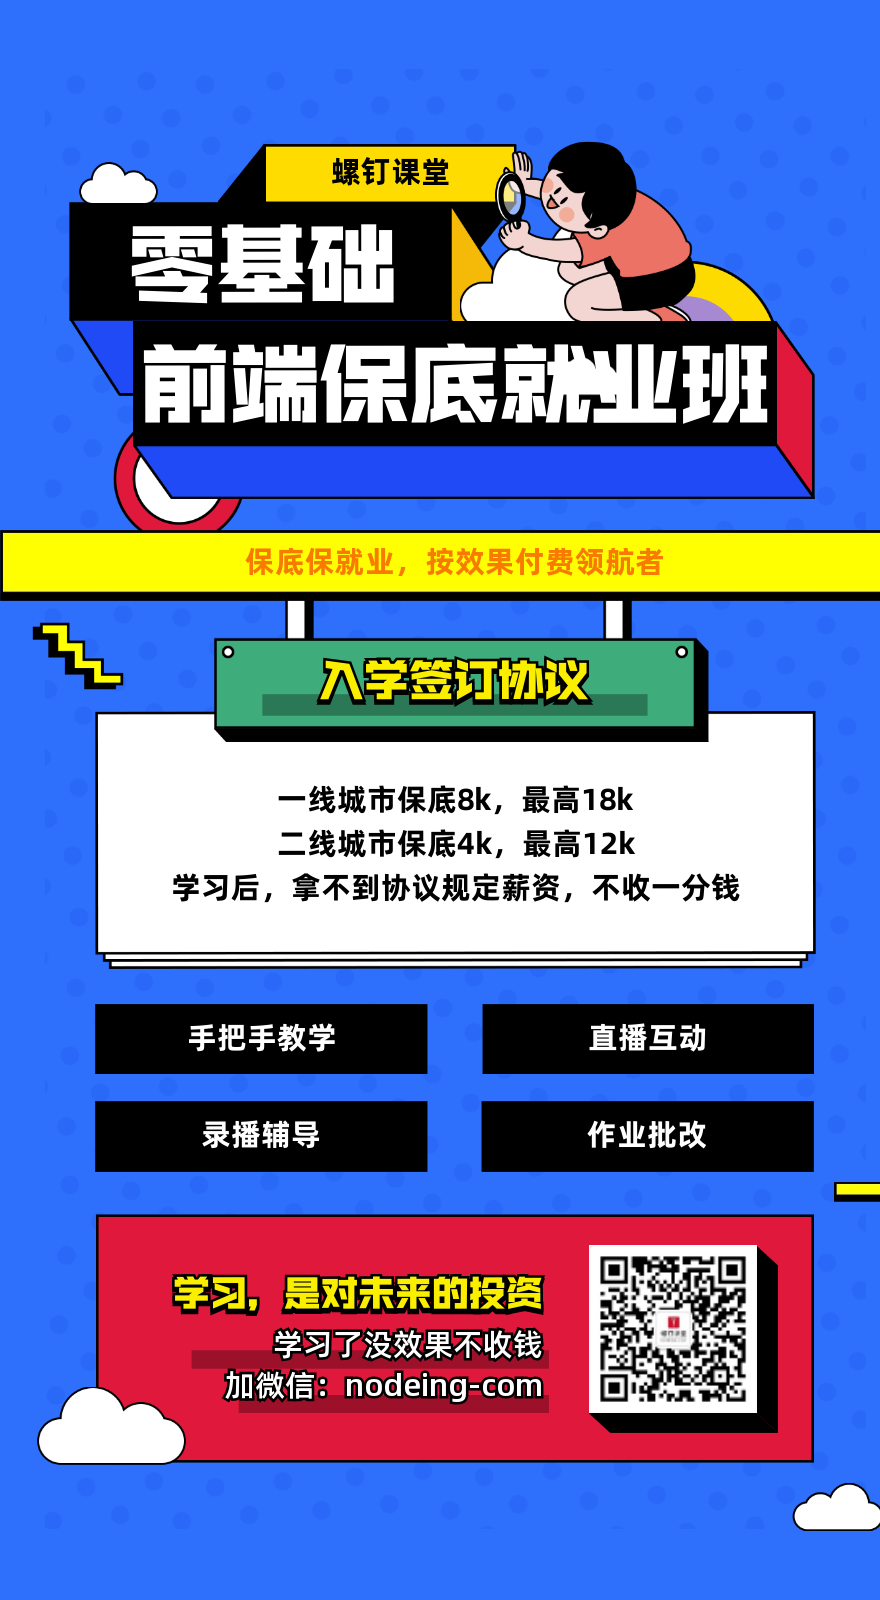 螺钉课堂
零基础
前端保底就业班
保底保就业，按效果付费领航者
入学签订协议
一线城市保底8k，最高18k
二线城市保底4k，最高12k
学习后，拿不到协议规定薪资，不收一分钱
手把手教学
直播互动
录播辅导
作业批改
学习，是对未来的投资
学习了没效果不收钱
加微信：nodeing-com